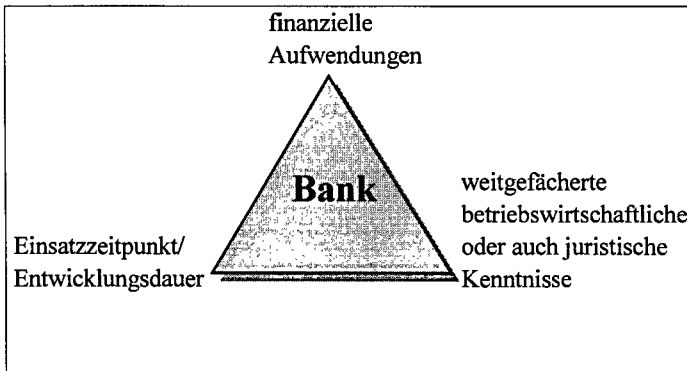 finanzielle
Aufwendungen
Bank
weitgefächerte
betriebswirtschaftliche
oder auch juristische
Kenntnisse
Einsatzzeitpunkt/
Entwicklungsdauer